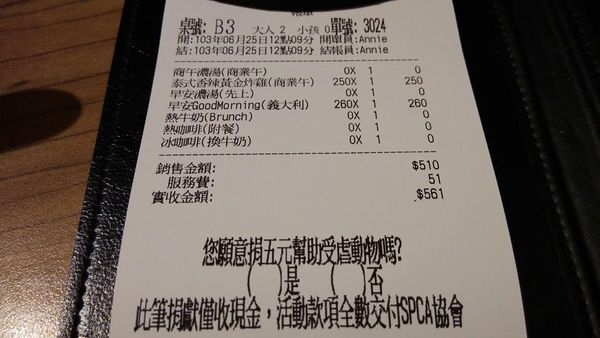 桌號: B3 大人 2 小孩 0 單號: 3024
開:103年06月25日12點09分 開單員:Annie
結:103年06月25日12點09分 結帳員:Annie
商午濃湯(商業午) 0X 1 0
泰式香辣黃金炸雞(商業午) 250X 1 250
早安濃湯(先上) 0X 1 0
早安GoodMorning(義大利) 260X 1 260
熱牛奶(Brunch) 0X 1 0
熱咖啡(附餐) 0X 1 0
冰咖啡(換牛奶) 0X 1 0
銷售金額: $510
服務費: 51
實收金額: $561
您願意捐五元幫助受虐動物嗎?
( )是 ( )否
此筆捐獻僅收現金，活動款項全數交付SPCA協會